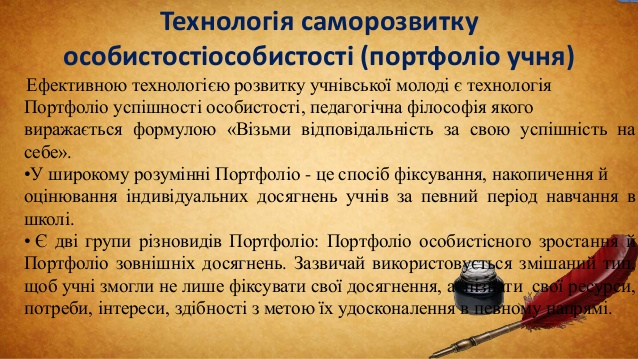 Технологія саморозвитку
особистостіособистості (портфоліо учня)
Ефективною технологією розвитку учнівської молоді є технологія
Портфоліо успішності особистості, педагогічна філософія якого
виражається формулою «Візьми відповідальність за свою успішність на
себе».
•У широкому розумінні Портфоліо - це спосіб фіксування, накопичення й
оцінювання індивідуальних досягнень учнів за певний період навчання в
школі.
• Є дві групи різновидів Портфоліо: Портфоліо особистісного зростання й
Портфоліо зовнішніх досягнень. Зазвичай використовується змішаний тип,
щоб учні змогли не лише фіксувати свої досягнення, а свої ресурси,
потреби, інтереси, здібності з метою їх удосконалення в певному напрямі.